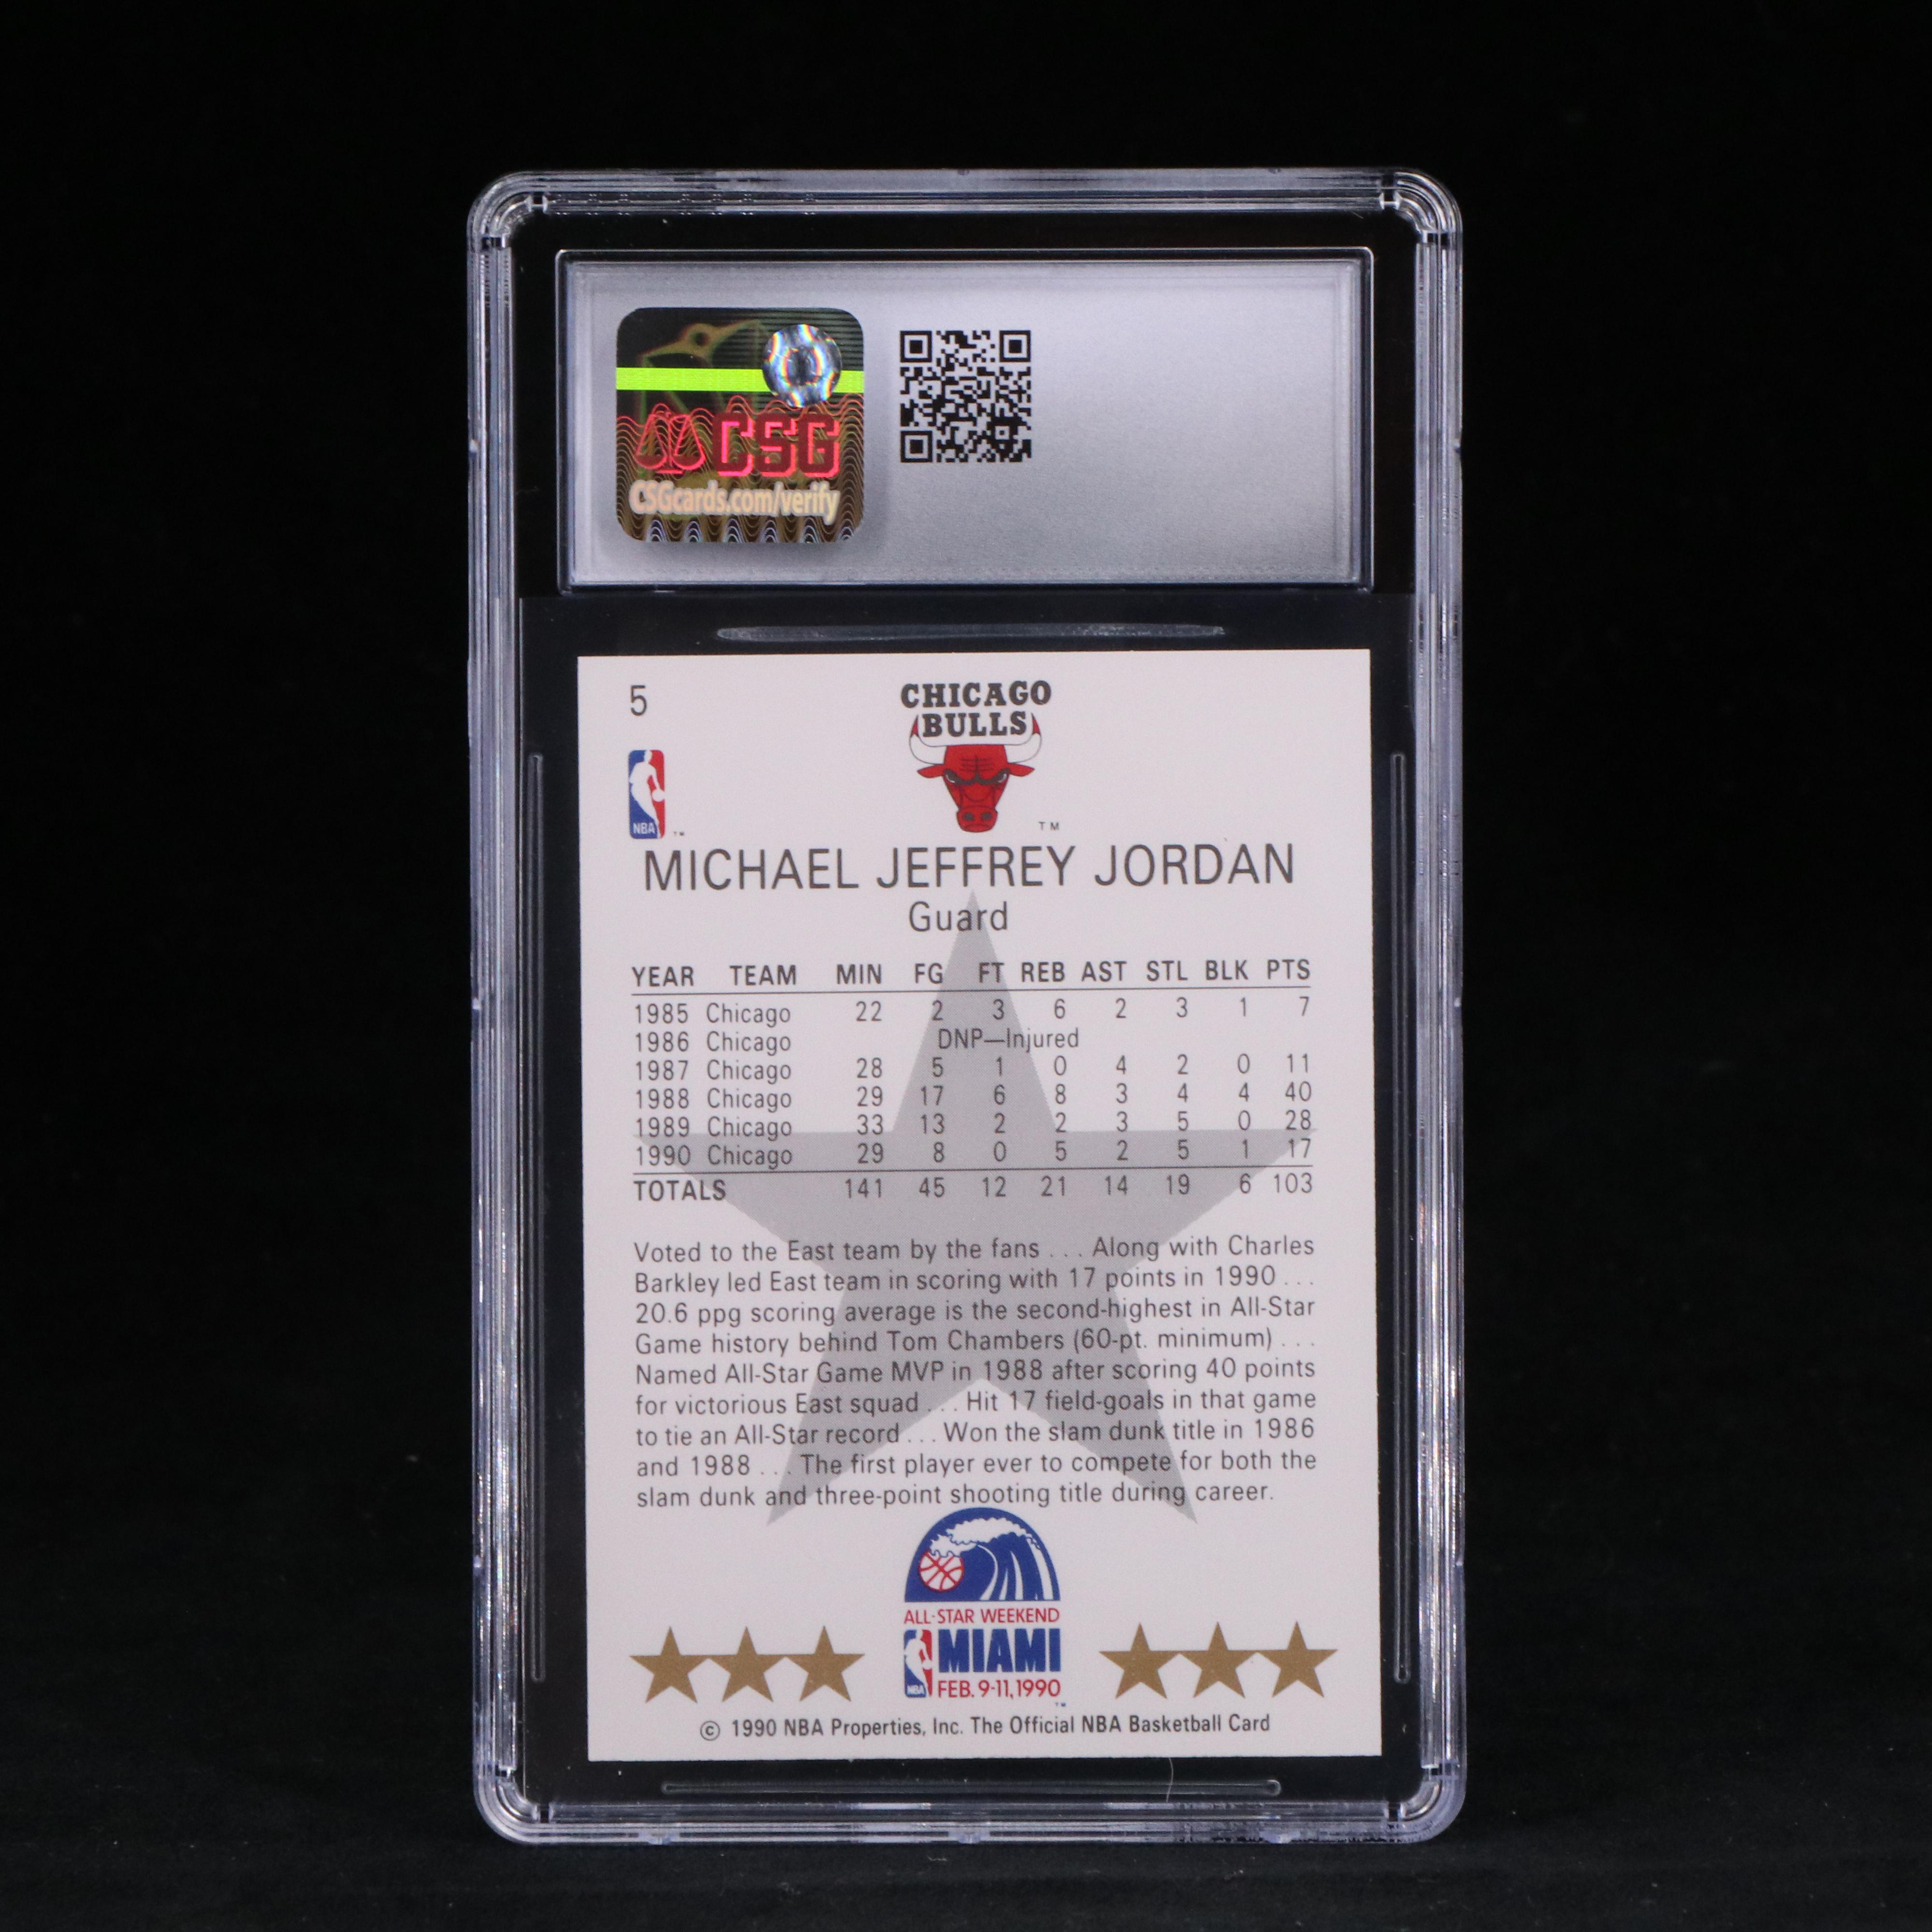 CSG
CSGcards.com/verify
5
CHICAGO
BULLS
NBA
TM
TM
MICHAEL JEFFREY JORDAN
Guard
YEAR TEAM MIN FG FT REB AST STL BLK PTS
1985 Chicago 22 2 3 6 2 3 1 7
1986 Chicago DNP—Injured
1987 Chicago 28 5 1 0 4 2 0 11
1988 Chicago 29 17 6 8 3 4 4 40
1989 Chicago 33 13 2 2 3 5 0 28
1990 Chicago 29 8 0 5 2 5 1 17
TOTALS 141 45 12 21 14 19 6 103
Voted to the East team by the fans . . . Along with Charles
Barkley led East team in scoring with 17 points in 1990 . . .
20.6 ppg scoring average is the second-highest in All-Star
Game history behind Tom Chambers (60-pt. minimum) . . .
Named All-Star Game MVP in 1988 after scoring 40 points
for victorious East squad . . . Hit 17 field-goals in that game
to tie an All-Star record . . . Won the slam dunk title in 1986
and 1988 . . . The first player ever to compete for both the
slam dunk and three-point shooting title during career.
ALL-STAR WEEKEND
MIAMI
NBA FEB. 9-11, 1990
TM
© 1990 NBA Properties, Inc. The Official NBA Basketball Card